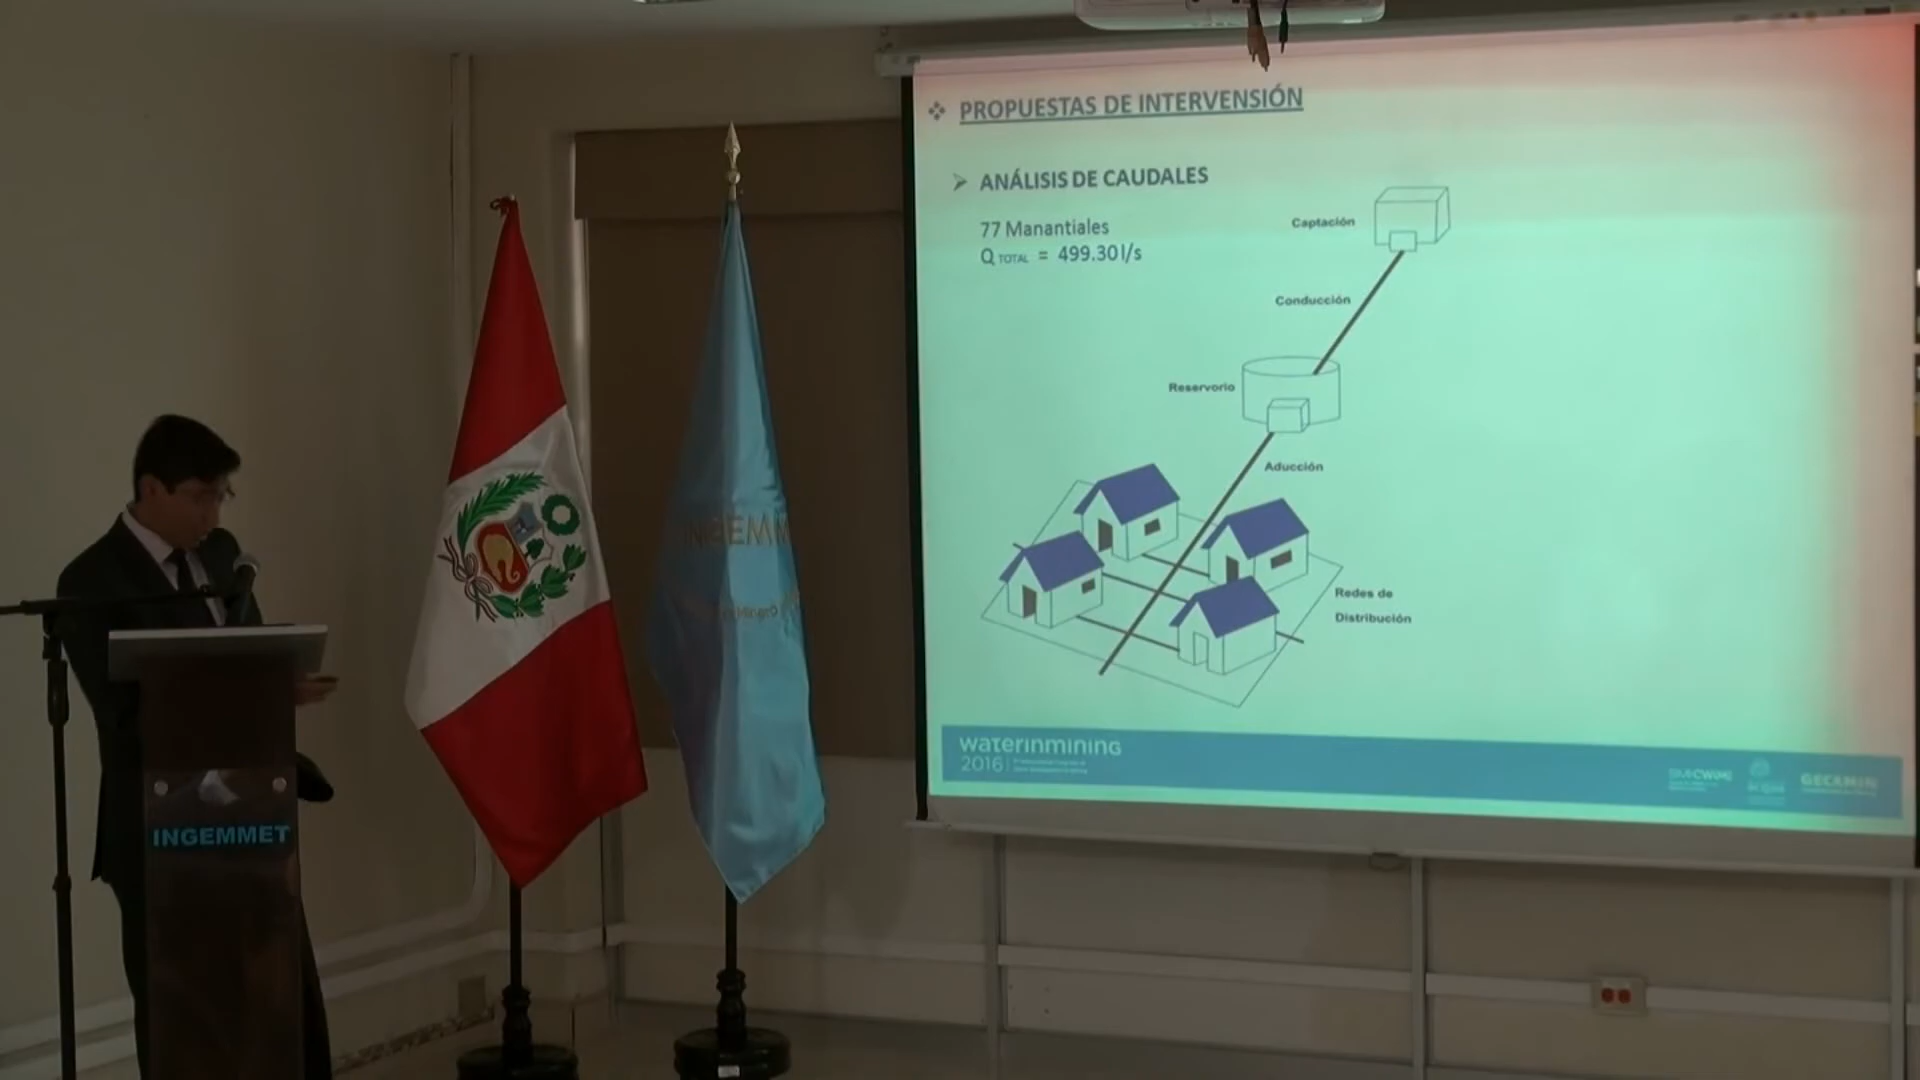 PROPUESTAS DE INTERVENSIÓN
ANÁLISIS DE CAUDALES
77 Manantiales
Q TOTAL = 499.30 l/s
Captación
Conducción
Reservorio
Aducción
Redes de
Distribución
waterinmining
2016
GECAMIN
INGEMM
INGEMMET